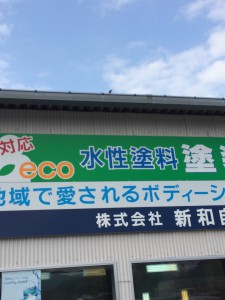 対応
eco 水性塗料 塗
地域で愛されるボディーシ
株式会社 新和